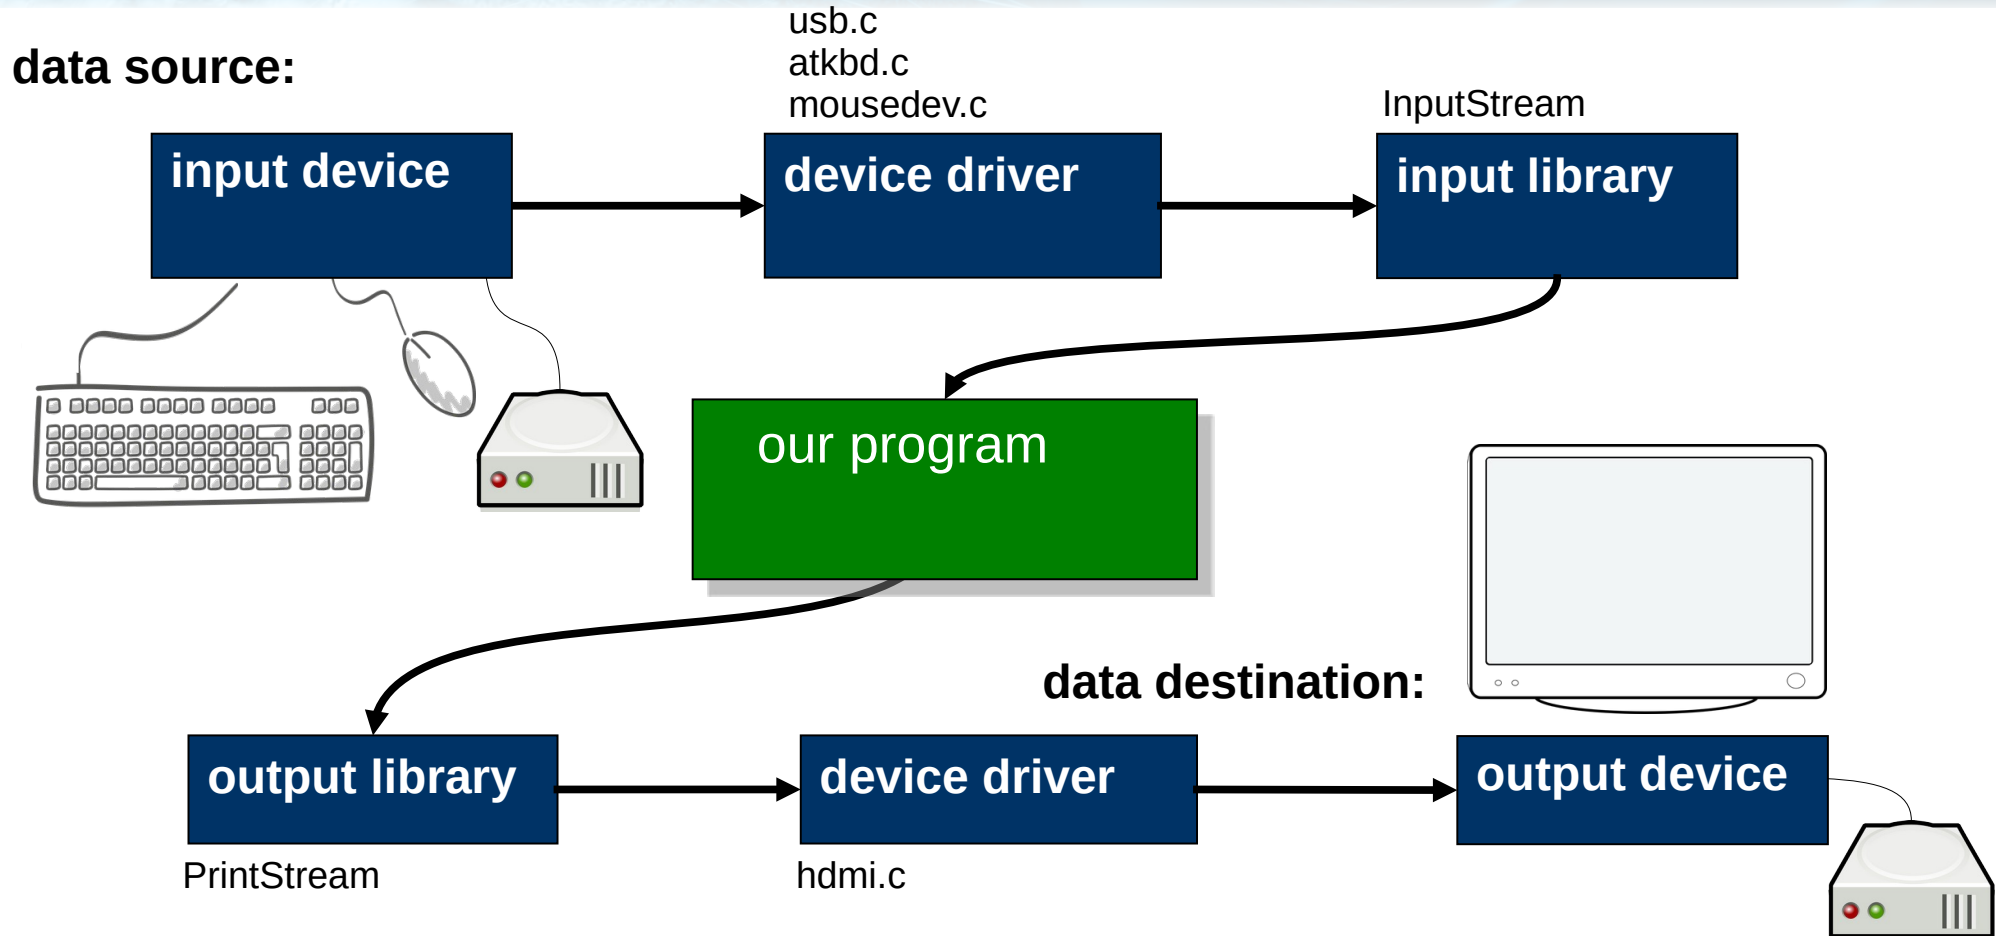 usb.c
atkbd.c
mousedev.c
data source:
InputStream
input device
device driver
input library
our program
data destination:
output library
device driver
output device
PrintStream
hdmi.c